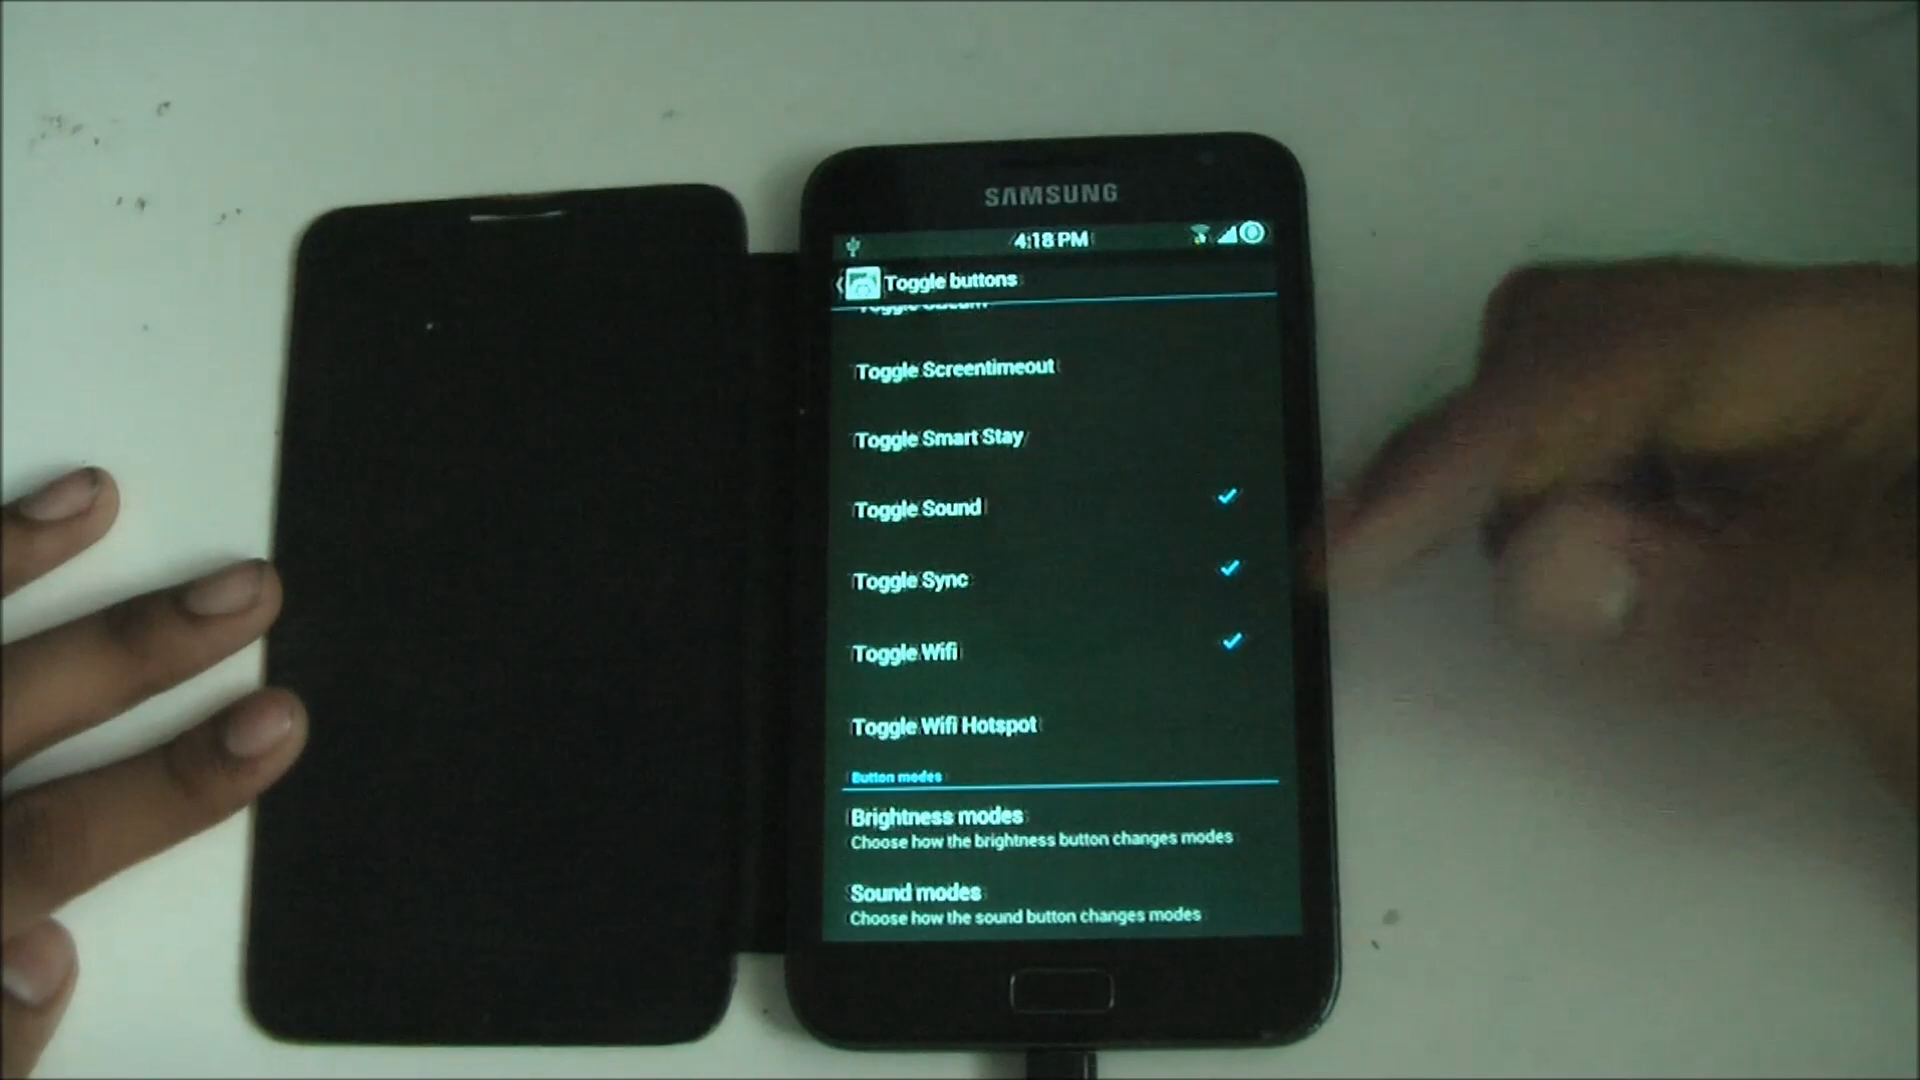 SAMSUNG
4:18 PM
Toggle buttons
Toggle
Toggle Screentimeout
Toggle Smart Stay
Toggle Sound
Toggle Sync
Toggle Wifi
Toggle Wifi Hotspot
Button modes
Brightness modes
Choose how the brightness button changes modes
Sound modes
Choose how the sound button changes modes